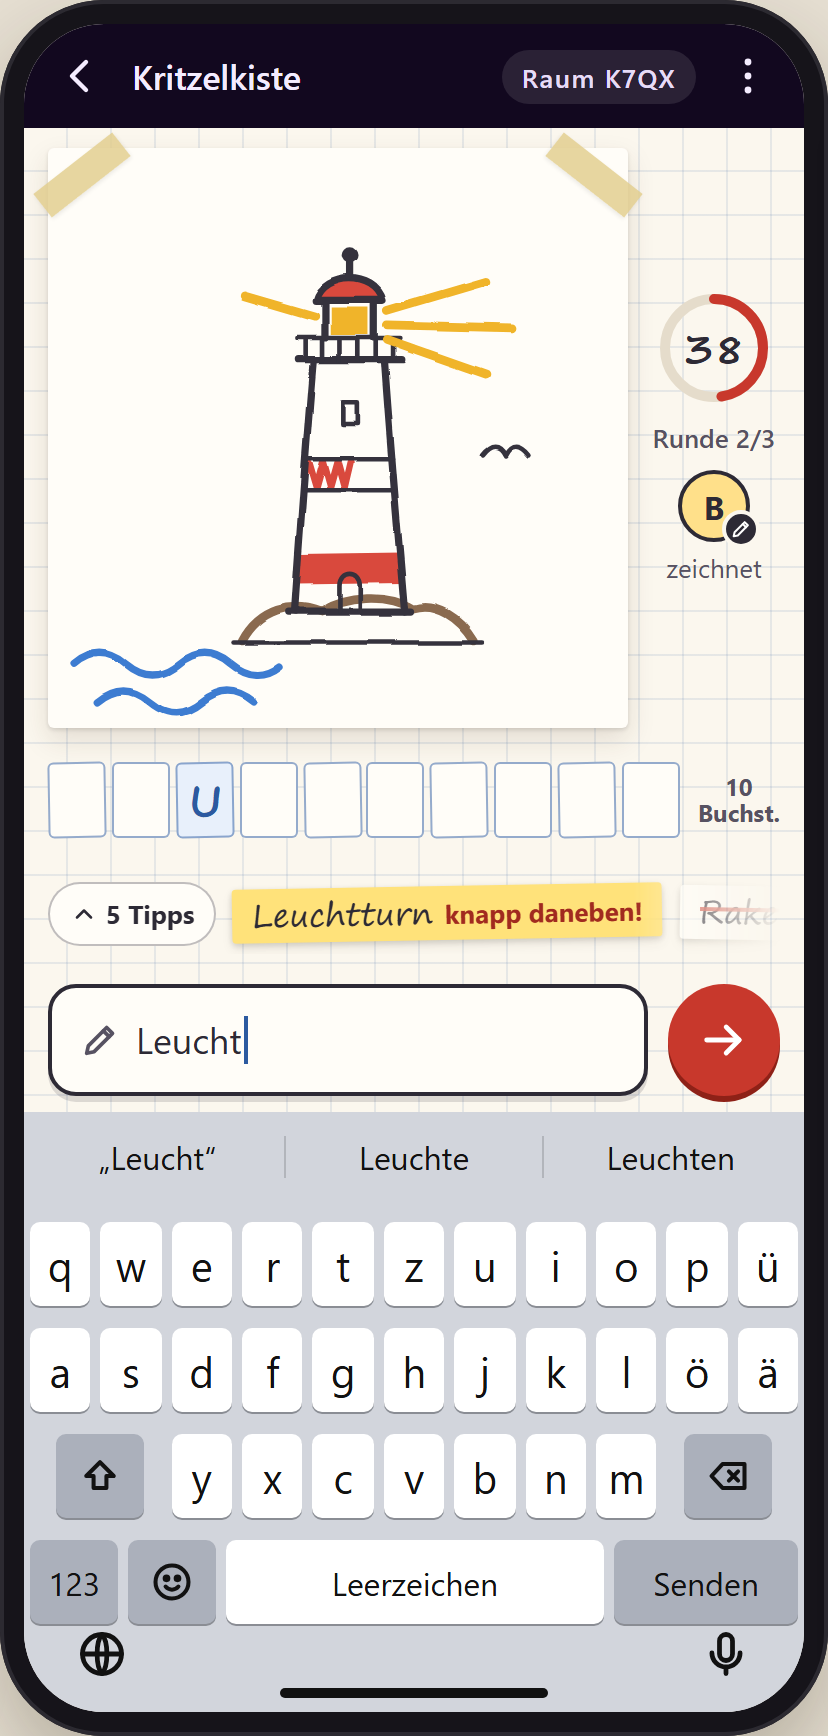 Kritzelkiste Raum K7QX
38
Runde 2/3
B
zeichnet
U
10
Buchst.
5 Tipps Leuchtturn knapp daneben! Rake
Leucht
„Leucht“ Leuchte Leuchten
q w e r t z u i o p ü
a s d f g h j k l ö ä
y x c v b n m
123 Leerzeichen Senden